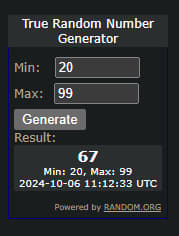 True Random Number
Generator
Min: 20
Max: 99
Generate
Result:
67
Min: 20, Max: 99
2024-10-06 11:12:33 UTC
Powered by RANDOM.ORG